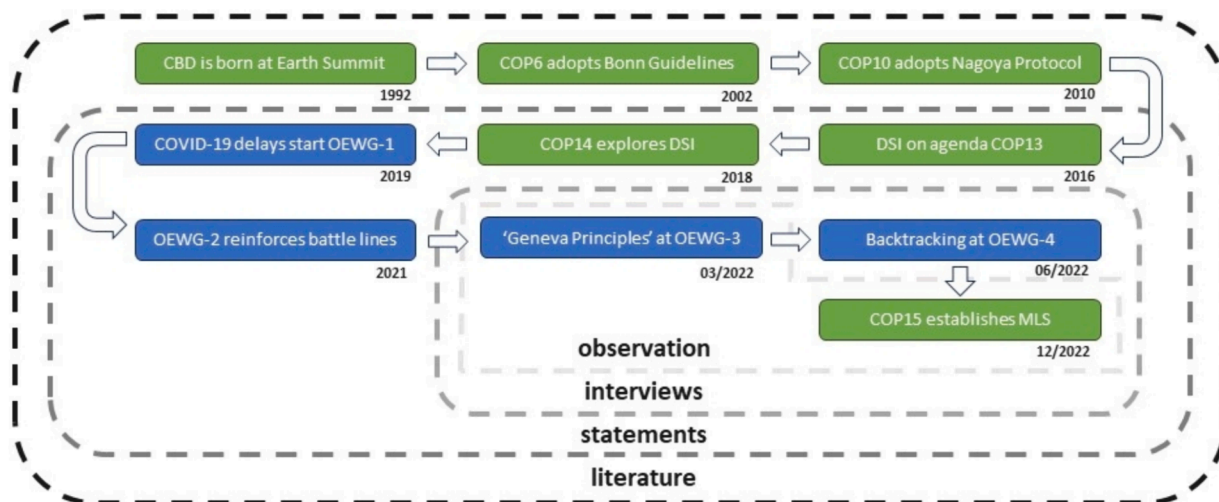 CBD is born at Earth Summit
1992
COP6 adopts Bonn Guidelines
2002
COP10 adopts Nagoya Protocol
2010
DSI on agenda COP13
2016
COP14 explores DSI
2018
COVID-19 delays start OEWG-1
2019
OEWG-2 reinforces battle lines
2021
‘Geneva Principles’ at OEWG-3
03/2022
Backtracking at OEWG-4
06/2022
COP15 establishes MLS
12/2022
observation
interviews
statements
literature